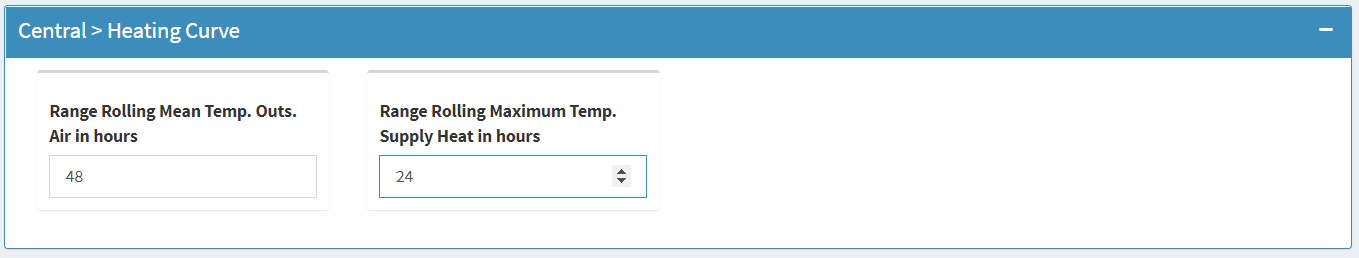 Central > Heating Curve
Range Rolling Mean Temp. Outs.
Air in hours
48
Range Rolling Maximum Temp.
Supply Heat in hours
24